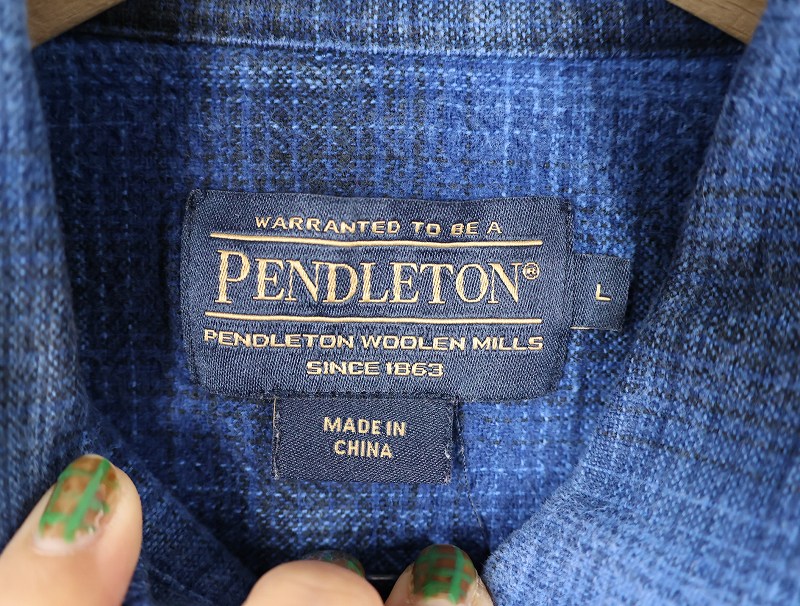 WARRANTED TO BE A
PENDLETON®
L
PENDLETON WOOLEN MILLS
SINCE 1863
MADE IN
CHINA